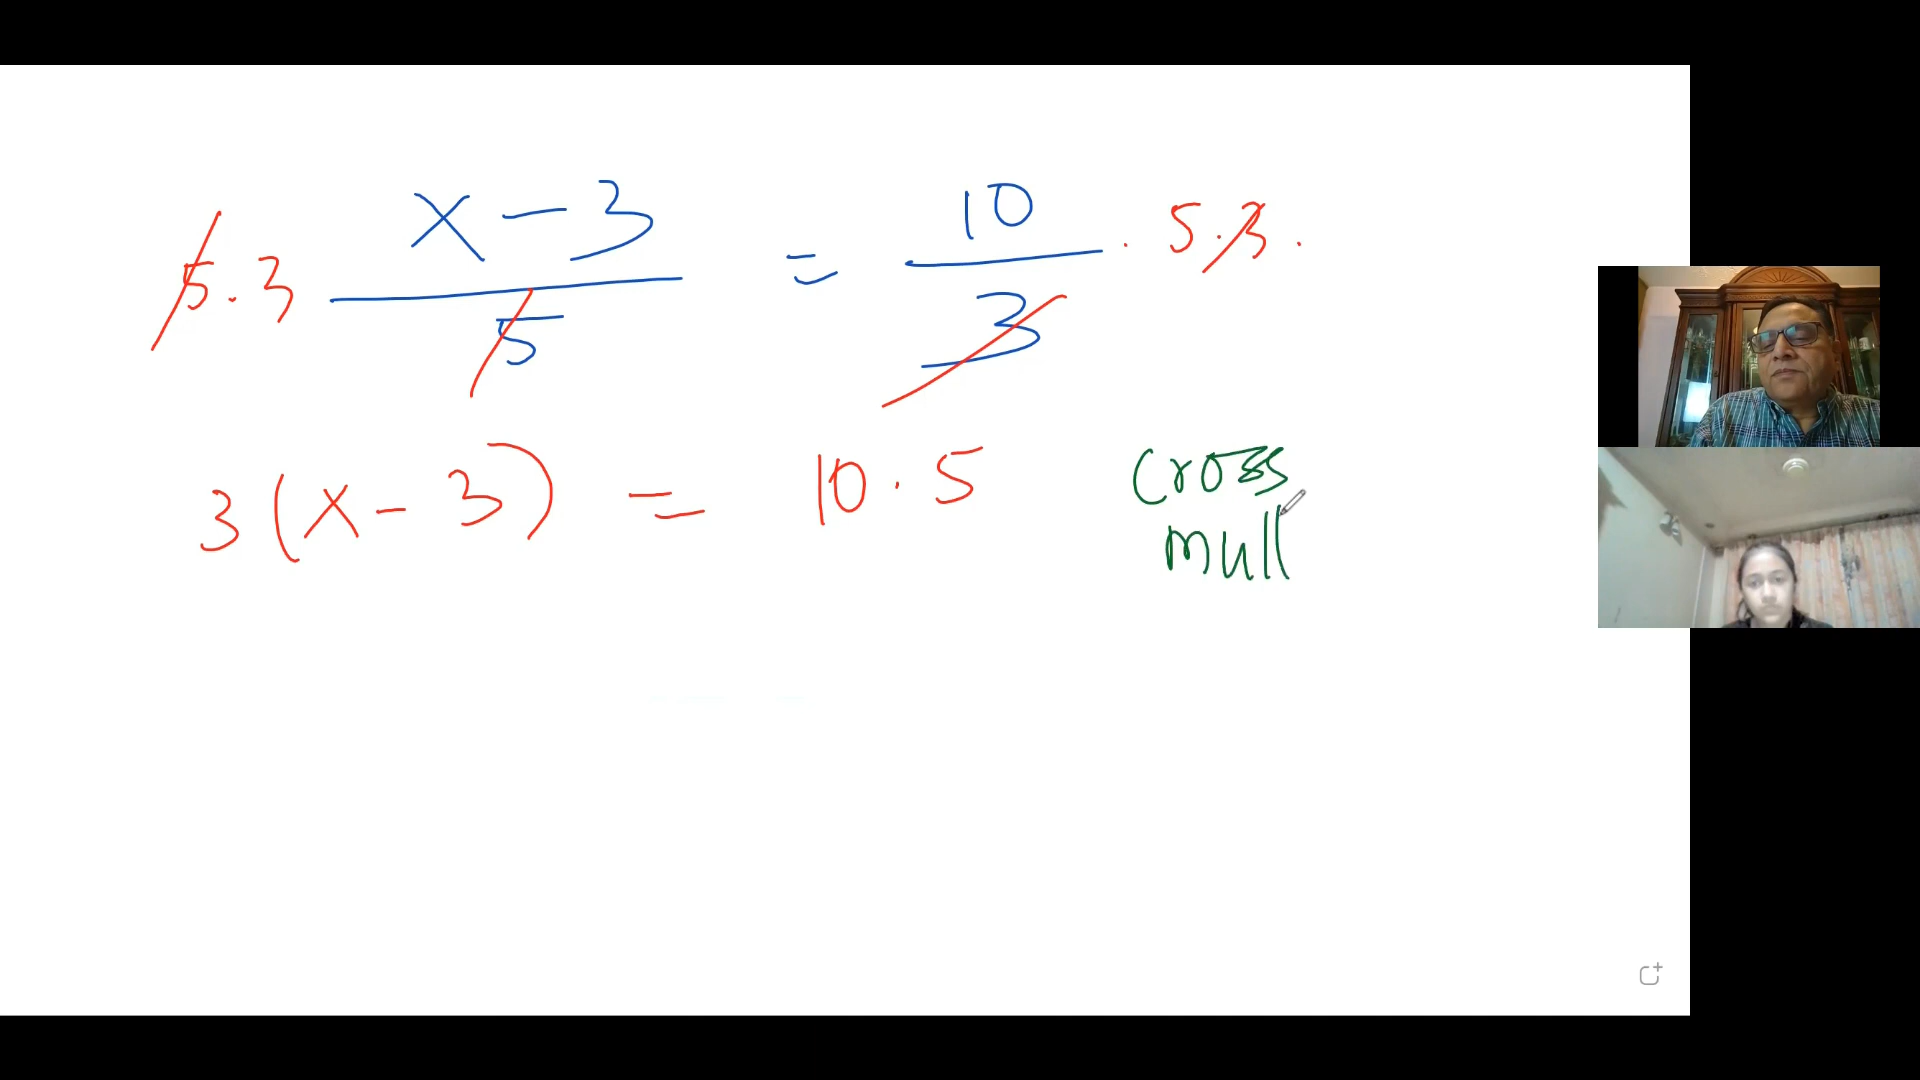 5.3 x - 3 / 5 = 10 / 3 . 5.3.
3(x - 3) = 10 . 5
Cross
mull